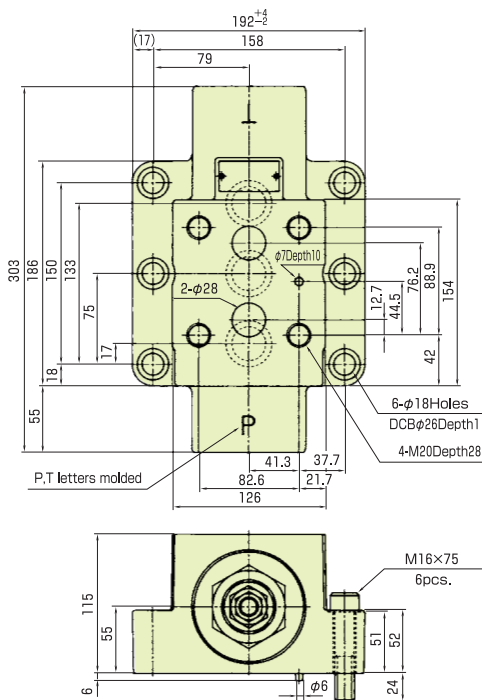 192+4-2
(17)
158
79
T
303
186
150
133
75
17
18
55
φ7Depth10
2-φ28
12.7
44.5
76.2
88.9
154
42
P
6-φ18Holes
DCBφ26Depth1
4-M20Depth28
P,T letters molded
41.3
37.7
82.6
21.7
126
115
55
6
M16×75
6pcs.
51
52
φ6
24